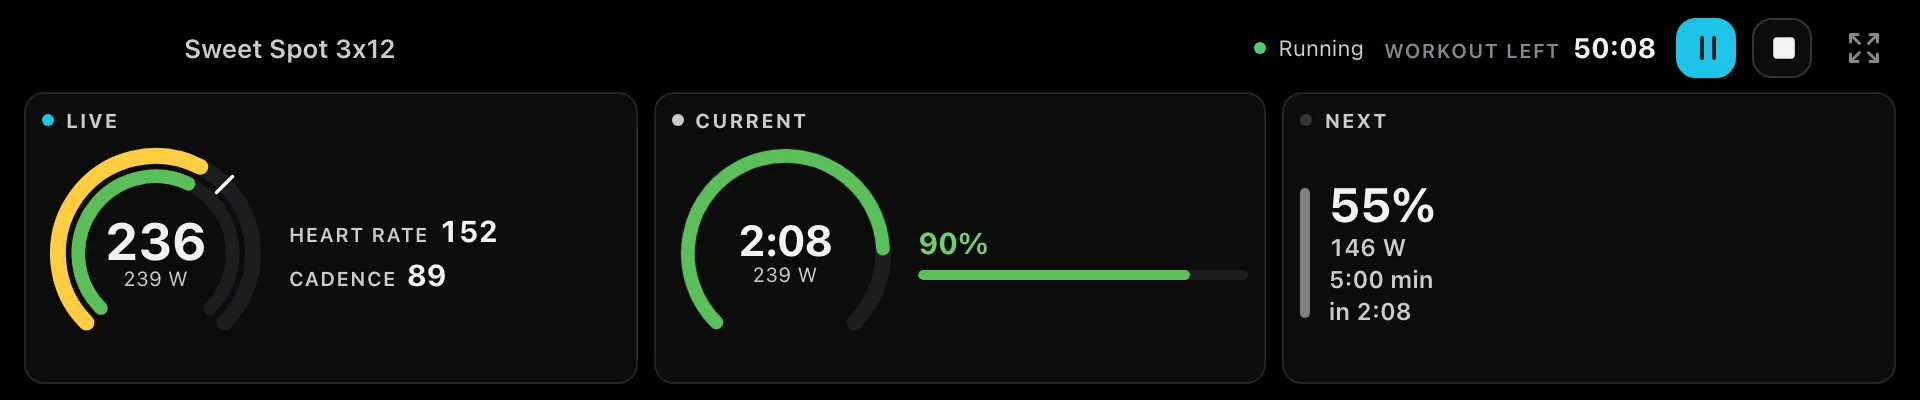 Sweet Spot 3x12
Running WORKOUT LEFT 50:08
LIVE
236
239 W
HEART RATE 152
CADENCE 89
CURRENT
2:08
239 W
90%
NEXT
55%
146 W
5:00 min
in 2:08